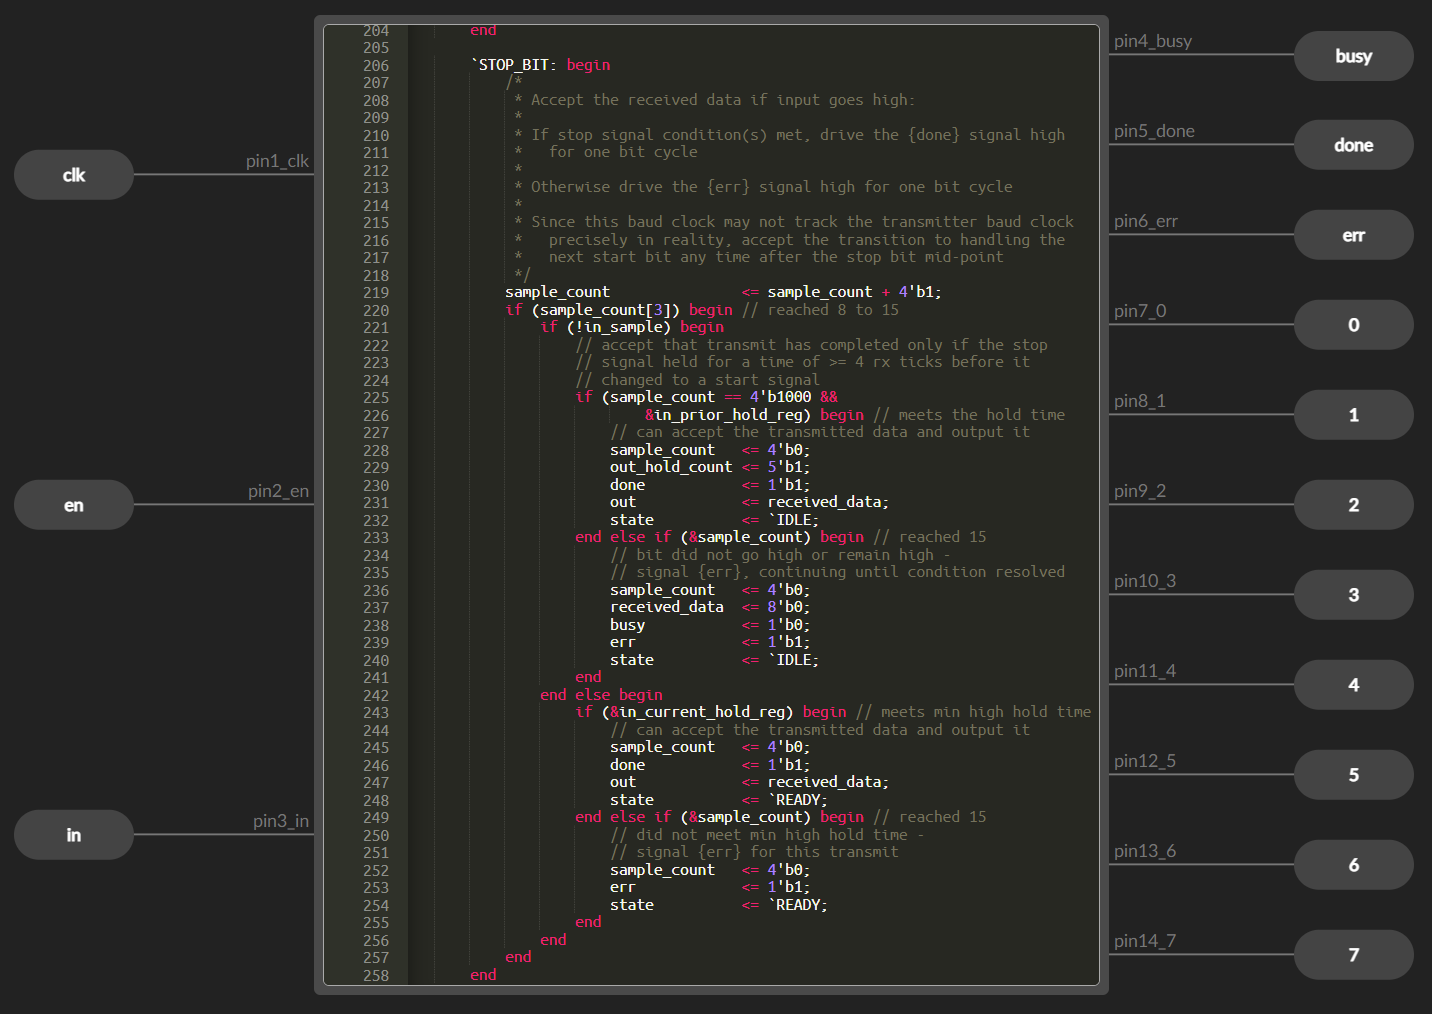 clk
pin1_clk
en
pin2_en
in
pin3_in
204 end
205
206 `STOP_BIT: begin
207 /*
208 * Accept the received data if input goes high:
209 *
210 * If stop signal condition(s) met, drive the {done} signal high
211 * for one bit cycle
212 *
213 * Otherwise drive the {err} signal high for one bit cycle
214 *
215 * Since this baud clock may not track the transmitter baud clock
216 * precisely in reality, accept the transition to handling the
217 * next start bit any time after the stop bit mid-point
218 */
219 sample_count <= sample_count + 4'b1;
220 if (sample_count[3]) begin // reached 8 to 15
221 if (!in_sample) begin
222 // accept that transmit has completed only if the stop
223 // signal held for a time of >= 4 rx ticks before it
224 // changed to a start signal
225 if (sample_count == 4'b1000 &&
226 &in_prior_hold_reg) begin // meets the hold time
227 // can accept the transmitted data and output it
228 sample_count <= 4'b0;
229 out_hold_count <= 5'b1;
230 done <= 1'b1;
231 out <= received_data;
232 state <= `IDLE;
233 end else if (&sample_count) begin // reached 15
234 // bit did not go high or remain high -
235 // signal {err}, continuing until condition resolved
236 sample_count <= 4'b0;
237 received_data <= 8'b0;
238 busy <= 1'b0;
239 err <= 1'b1;
240 state <= `IDLE;
241 end
242 end else begin
243 if (&in_current_hold_reg) begin // meets min high hold time
244 // can accept the transmitted data and output it
245 sample_count <= 4'b0;
246 done <= 1'b1;
247 out <= received_data;
248 state <= `READY;
249 end else if (&sample_count) begin // reached 15
250 // did not meet min high hold time -
251 // signal {err} for this transmit
252 sample_count <= 4'b0;
253 err <= 1'b1;
254 state <= `READY;
255 end
256 end
257 end
258 end
pin4_busy
busy
pin5_done
done
pin6_err
err
pin7_0
0
pin8_1
1
pin9_2
2
pin10_3
3
pin11_4
4
pin12_5
5
pin13_6
6
pin14_7
7